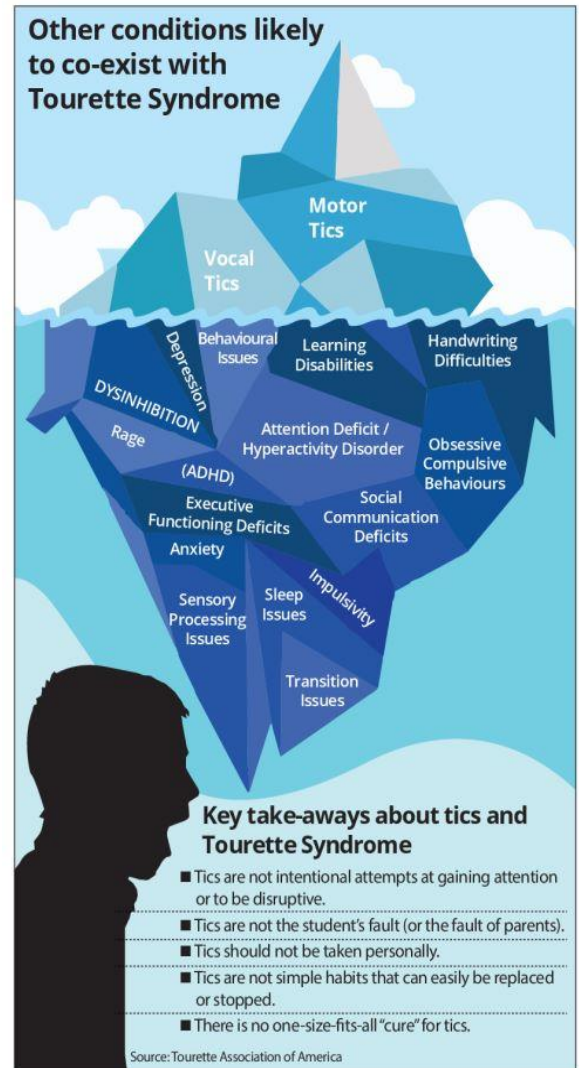 Other conditions likely
to co-exist with
Tourette Syndrome
Motor
Tics
Vocal
Tics
Depression
Behavioural
Issues
Learning
Disabilities
Handwriting
Difficulties
DYSINHIBITION
Rage
Attention Deficit /
Hyperactivity Disorder
(ADHD)
Obsessive
Compulsive
Behaviours
Executive
Functioning Deficits
Social
Communication
Deficits
Anxiety
Sensory
Processing
Issues
Sleep
Issues
Impulsivity
Transition
Issues
Key take-aways about tics and
Tourette Syndrome
■ Tics are not intentional attempts at gaining attention
or to be disruptive.
■ Tics are not the student's fault (or the fault of parents).
■ Tics should not be taken personally.
■ Tics are not simple habits that can easily be replaced
or stopped.
■ There is no one-size-fits-all "cure" for tics.
Source: Tourette Association of America